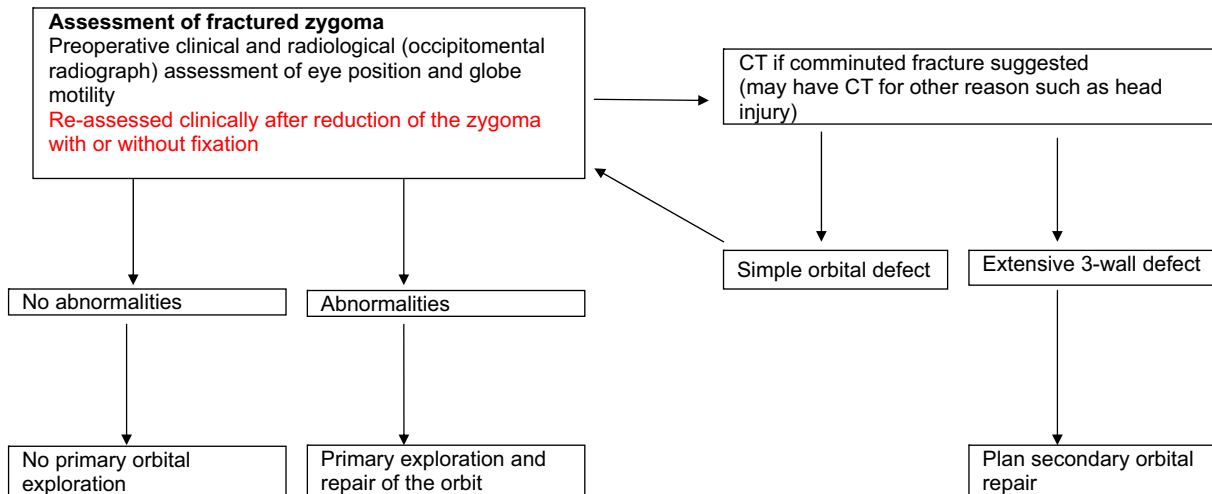 Assessment of fractured zygoma
Preoperative clinical and radiological (occipitomental
radiograph) assessment of eye position and globe
motility
Re-assessed clinically after reduction of the zygoma
with or without fixation
CT if comminuted fracture suggested
(may have CT for other reason such as head
injury)
Simple orbital defect
Extensive 3-wall defect
No abnormalities
Abnormalities
No primary orbital
exploration
Primary exploration and
repair of the orbit
Plan secondary orbital
repair